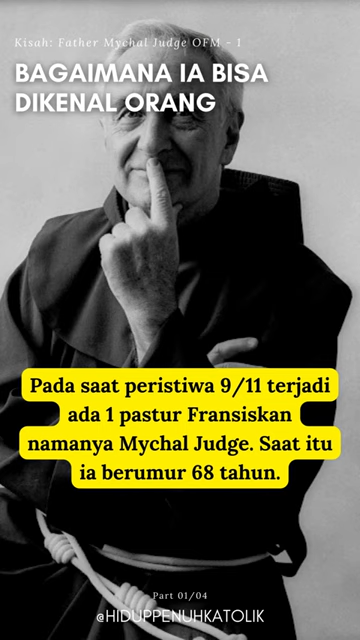 Kisah: Father Mychal Judge OFM - 1
BAGAIMANA IA BISA
DIKENAL ORANG
Pada saat peristiwa 9/11 terjadi
ada 1 pastur Fransiskan
namanya Mychal Judge. Saat itu
ia berumur 68 tahun.
Part 01/04
@HIDUPPENUHKATOLIK